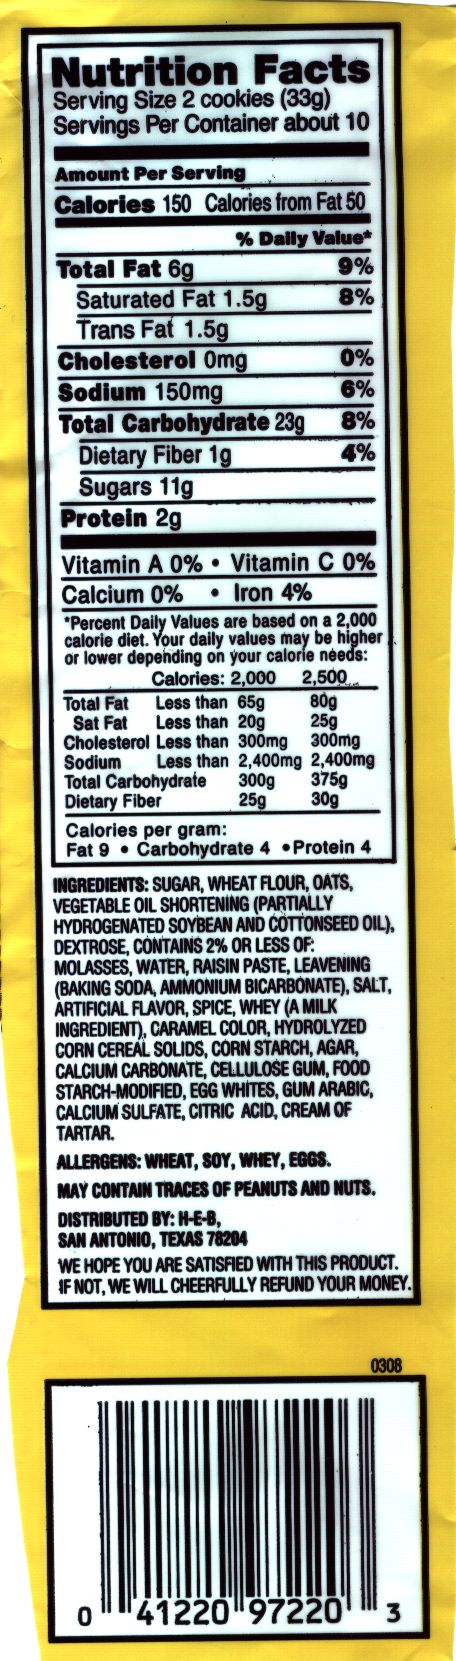 Nutrition Facts
Serving Size 2 cookies (33g)
Servings Per Container about 10
Amount Per Serving
Calories 150 Calories from Fat 50
% Daily Value*
Total Fat 6g 9%
Saturated Fat 1.5g 8%
Trans Fat 1.5g
Cholesterol 0mg 0%
Sodium 150mg 6%
Total Carbohydrate 23g 8%
Dietary Fiber 1g 4%
Sugars 11g
Protein 2g
Vitamin A 0% • Vitamin C 0%
Calcium 0% • Iron 4%
*Percent Daily Values are based on a 2,000
calorie diet. Your daily values may be higher
or lower depending on your calorie needs:
Calories: 2,000 2,500
Total Fat Less than 65g 80g
Sat Fat Less than 20g 25g
Cholesterol Less than 300mg 300mg
Sodium Less than 2,400mg 2,400mg
Total Carbohydrate 300g 375g
Dietary Fiber 25g 30g
Calories per gram:
Fat 9 • Carbohydrate 4 • Protein 4
INGREDIENTS: SUGAR, WHEAT FLOUR, OATS,
VEGETABLE OIL SHORTENING (PARTIALLY
HYDROGENATED SOYBEAN AND COTTONSEED OIL),
DEXTROSE, CONTAINS 2% OR LESS OF:
MOLASSES, WATER, RAISIN PASTE, LEAVENING
(BAKING SODA, AMMONIUM BICARBONATE), SALT,
ARTIFICIAL FLAVOR, SPICE, WHEY (A MILK
INGREDIENT), CARAMEL COLOR, HYDROLYZED
CORN CEREAL SOLIDS, CORN STARCH, AGAR,
CALCIUM CARBONATE, CELLULOSE GUM, FOOD
STARCH-MODIFIED, EGG WHITES, GUM ARABIC,
CALCIUM SULFATE, CITRIC ACID, CREAM OF
TARTAR.
ALLERGENS: WHEAT, SOY, WHEY, EGGS.
MAY CONTAIN TRACES OF PEANUTS AND NUTS.
DISTRIBUTED BY: H-E-B,
SAN ANTONIO, TEXAS 78204
WE HOPE YOU ARE SATISFIED WITH THIS PRODUCT.
IF NOT, WE WILL CHEERFULLY REFUND YOUR MONEY.
0308
0 41220 97220 3